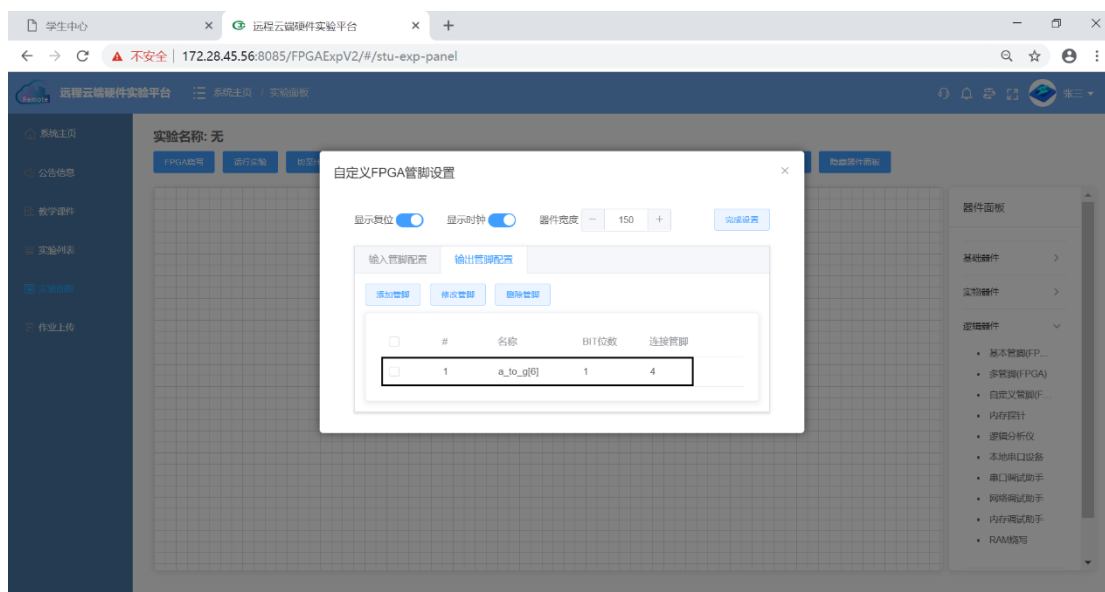 学生中心
远程云端硬件实验平台
不安全 | 172.28.45.56:8085/FPGAExpV2/#/stu-exp-panel
Remote 远程云端硬件实验平台 系统主页 / 实验面板 张三
系统主页
公告信息
教学课件
实验列表
实验面板
作业上传
实验名称: 无
FPGA烧写 运行实验 隐藏器件面板
自定义FPGA管脚设置
显示复位 显示时钟 器件宽度 − 150 + 完成设置
输入管脚配置 输出管脚配置
添加管脚 修改管脚 删除管脚
# 名称 BIT位数 连接管脚
1 a_to_g[6] 1 4
器件面板
基础器件
实物器件
逻辑器件
基本管脚(FP...
多管脚(FPGA)
自定义管脚(F...
内存探针
逻辑分析仪
本地串口设备
串口调试助手
网络调试助手
内存调试助手
RAM烧写